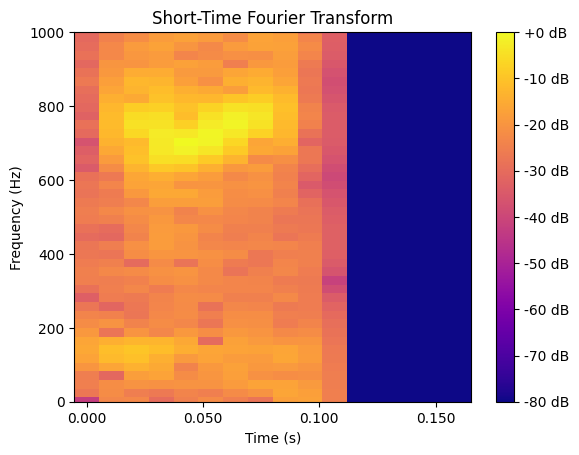 Short-Time Fourier Transform
Frequency (Hz)
1000
800
600
400
200
0
0.000
0.050
0.100
0.150
Time (s)
+0 dB
-10 dB
-20 dB
-30 dB
-40 dB
-50 dB
-60 dB
-70 dB
-80 dB